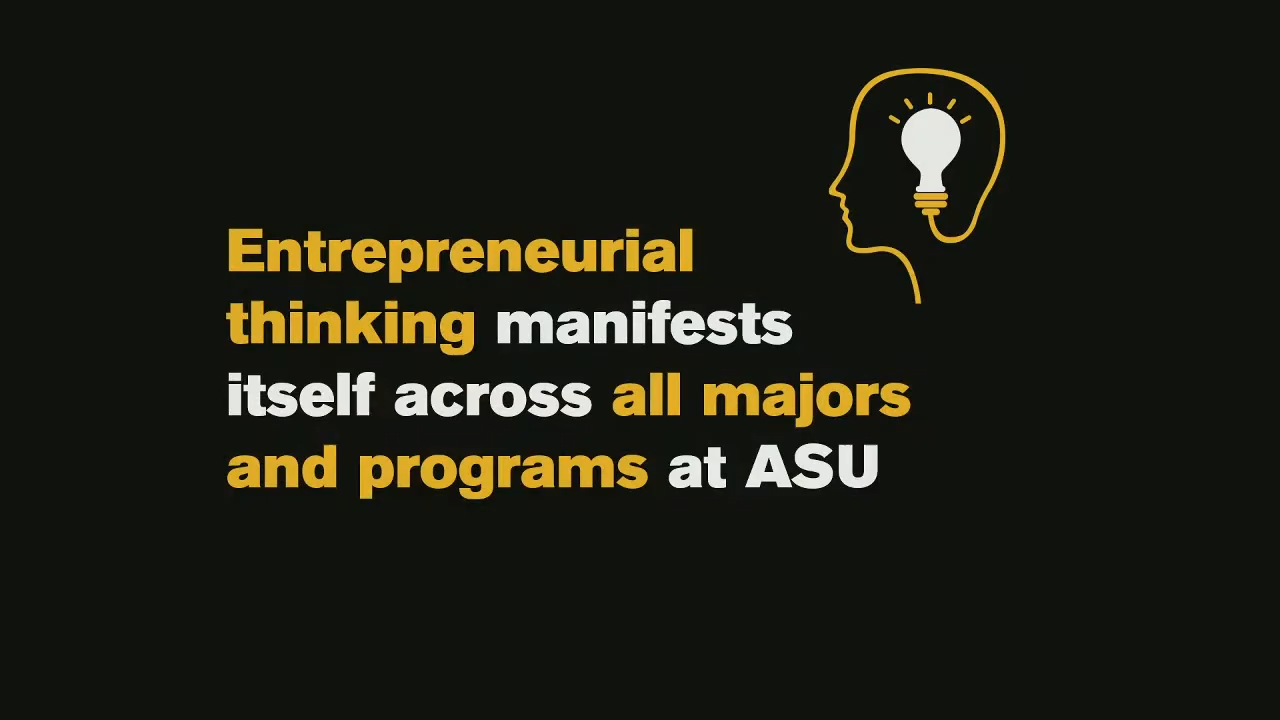 Entrepreneurial
thinking manifests
itself across all majors
and programs at ASU